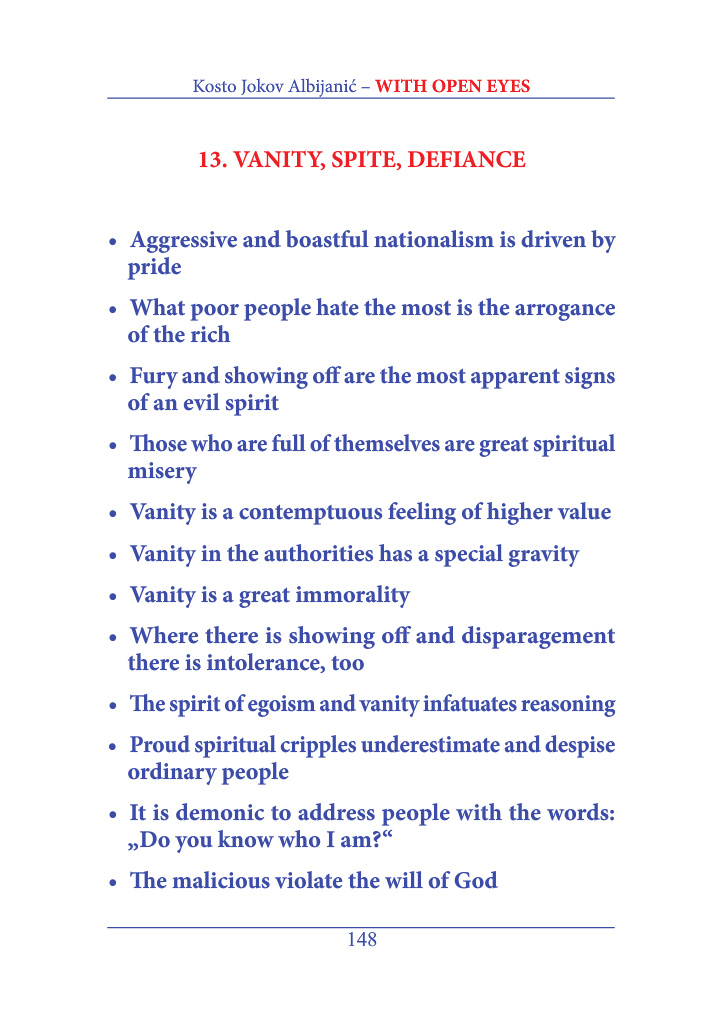 Kosto Jokov Albijanić – WITH OPEN EYES
13. VANITY, SPITE, DEFIANCE
• Aggressive and boastful nationalism is driven by
pride
• What poor people hate the most is the arrogance
of the rich
• Fury and showing off are the most apparent signs
of an evil spirit
• Those who are full of themselves are great spiritual
misery
• Vanity is a contemptuous feeling of higher value
• Vanity in the authorities has a special gravity
• Vanity is a great immorality
• Where there is showing off and disparagement
there is intolerance, too
• The spirit of egoism and vanity infatuates reasoning
• Proud spiritual cripples underestimate and despise
ordinary people
• It is demonic to address people with the words:
„Do you know who I am?“
• The malicious violate the will of God
148